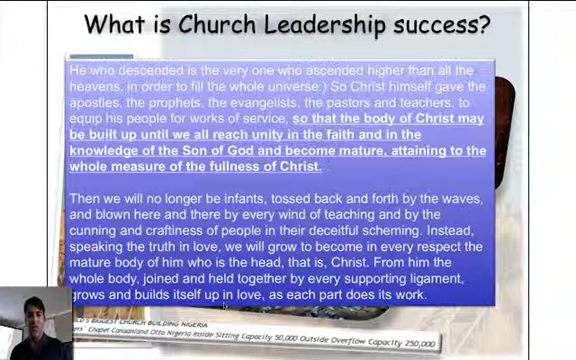 What is Church Leadership success?
He who descended is the very one who ascended higher than all the
heavens, in order to fill the whole universe.) So Christ himself gave the
apostles, the prophets, the evangelists, the pastors and teachers, to
equip his people for works of service, so that the body of Christ may
be built up until we all reach unity in the faith and in the
knowledge of the Son of God and become mature, attaining to the
whole measure of the fullness of Christ.
Then we will no longer be infants, tossed back and forth by the waves,
and blown here and there by every wind of teaching and by the
cunning and craftiness of people in their deceitful scheming. Instead,
speaking the truth in love, we will grow to become in every respect the
mature body of him who is the head, that is, Christ. From him the
whole body, joined and held together by every supporting ligament,
grows and builds itself up in love, as each part does its work.
BIGGEST CHURCH BUILDING NIGERIA
Chapel Canaanland Otto Nigeria Inside Sitting Capacity 50,000 Outside Overflow Capacity 250,000